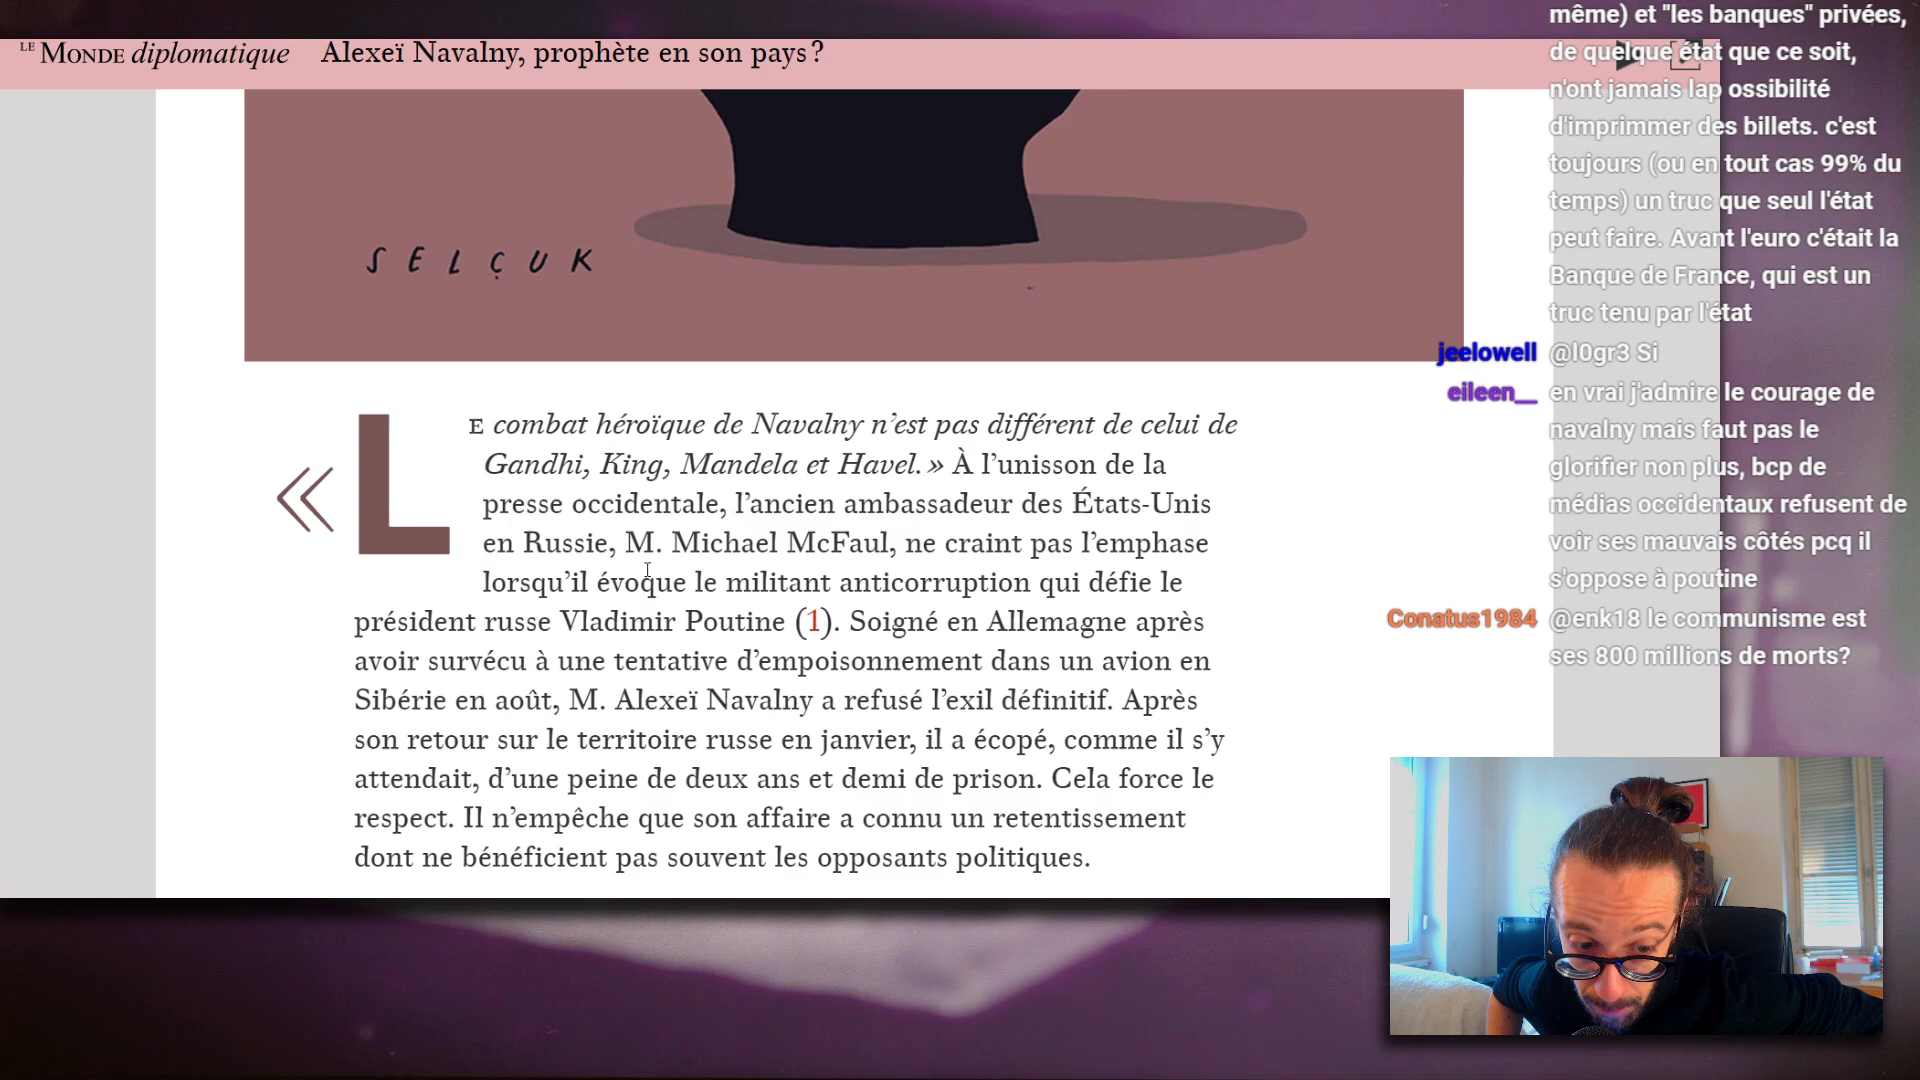 LE MONDE diplomatique Alexeï Navalny, prophète en son pays ?
SELÇUK
« LE combat héroïque de Navalny n’est pas différent de celui de
Gandhi, King, Mandela et Havel. » À l’unisson de la
presse occidentale, l’ancien ambassadeur des États-Unis
en Russie, M. Michael McFaul, ne craint pas l’emphase
lorsqu’il évoque le militant anticorruption qui défie le
président russe Vladimir Poutine (1). Soigné en Allemagne après
avoir survécu à une tentative d’empoisonnement dans un avion en
Sibérie en août, M. Alexeï Navalny a refusé l’exil définitif. Après
son retour sur le territoire russe en janvier, il a écopé, comme il s’y
attendait, d’une peine de deux ans et demi de prison. Cela force le
respect. Il n’empêche que son affaire a connu un retentissement
dont ne bénéficient pas souvent les opposants politiques.
même) et "les banques" privées,
de quelque état que ce soit,
n'ont jamais lap ossibilité
d'imprimmer des billets. c'est
toujours (ou en tout cas 99% du
temps) un truc que seul l'état
peut faire. Avant l'euro c'était la
Banque de France, qui est un
truc tenu par l'état
jeelowell @l0gr3 Si
eileen__ en vrai j'admire le courage de
navalny mais faut pas le
glorifier non plus, bcp de
médias occidentaux refusent de
voir ses mauvais côtés pcq il
s'oppose à poutine
Conatus1984 @enk18 le communisme est
ses 800 millions de morts?